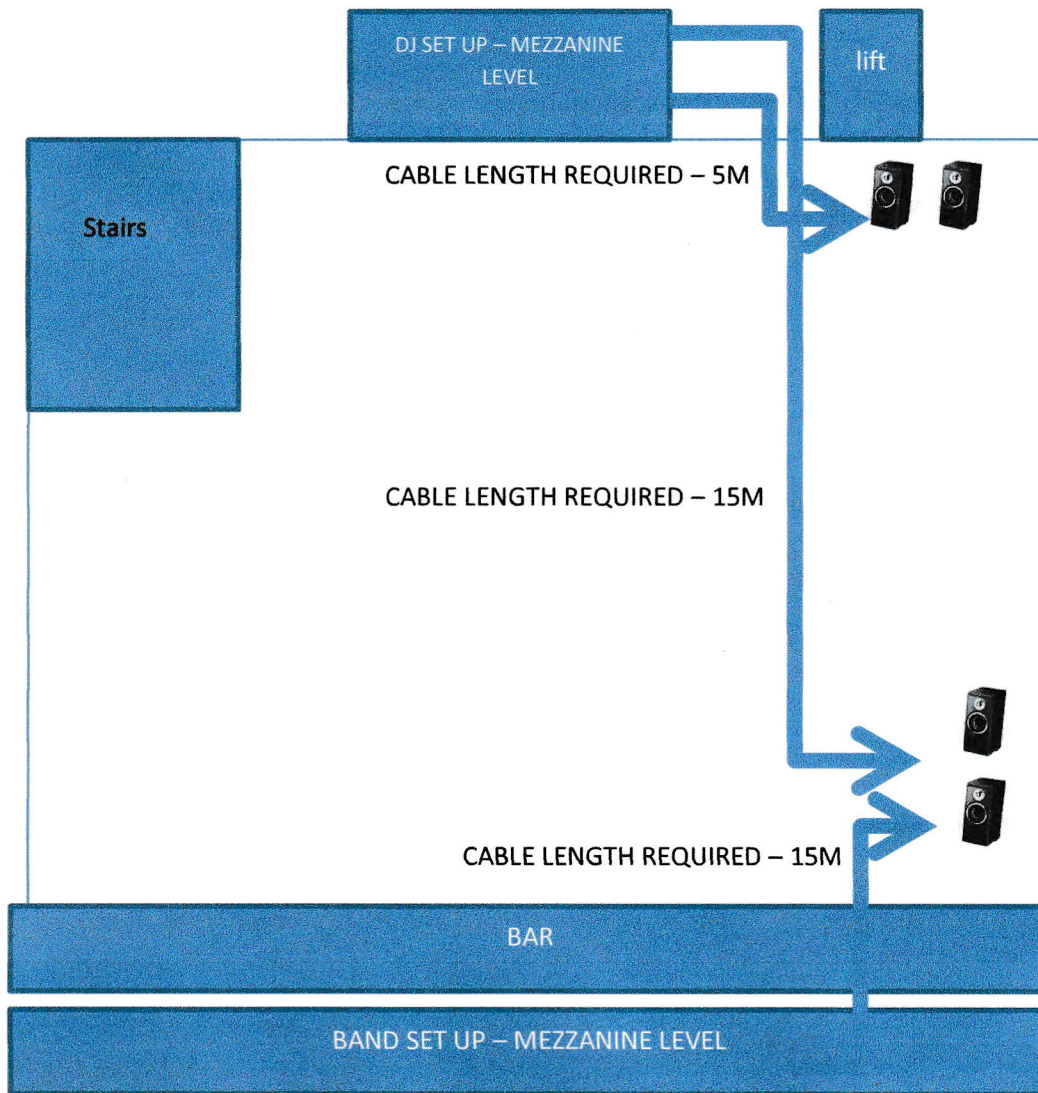 DJ SET UP – MEZZANINE
LEVEL
lift
CABLE LENGTH REQUIRED – 5M
Stairs
CABLE LENGTH REQUIRED – 15M
CABLE LENGTH REQUIRED – 15M
BAR
BAND SET UP – MEZZANINE LEVEL